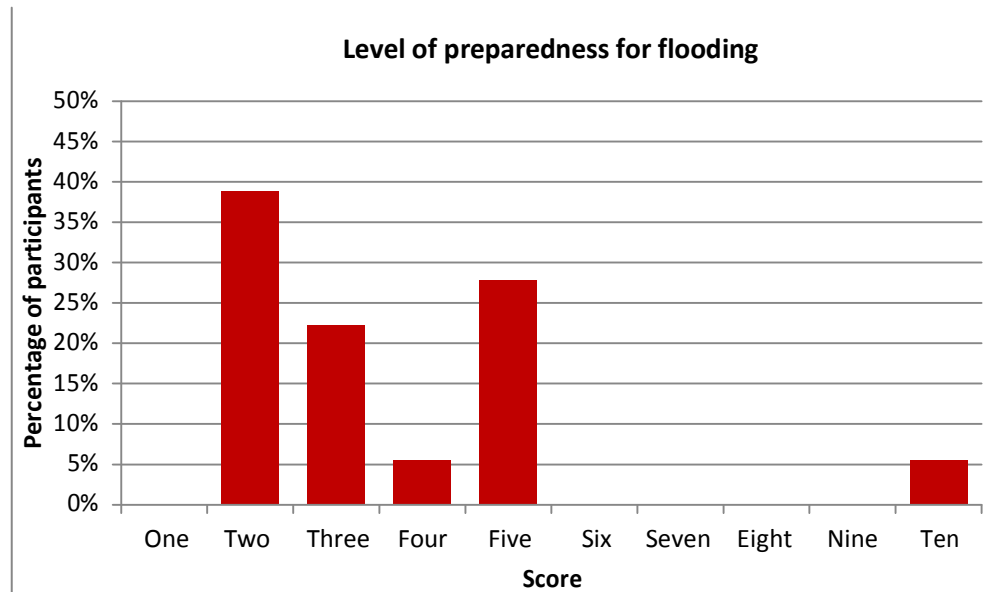 Level of preparedness for flooding
Percentage of participants
50%
45%
40%
35%
30%
25%
20%
15%
10%
5%
0%
One Two Three Four Five Six Seven Eight Nine Ten
Score